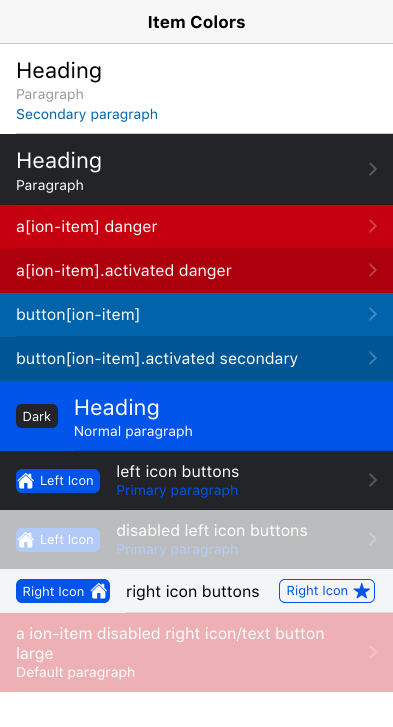 Item Colors
Heading
Paragraph
Secondary paragraph
Heading
Paragraph
a[ion-item] danger
a[ion-item].activated danger
button[ion-item]
button[ion-item].activated secondary
Dark
Heading
Normal paragraph
Left Icon
left icon buttons
Primary paragraph
Left Icon
disabled left icon buttons
Primary paragraph
Right Icon
right icon buttons
Right Icon
a ion-item disabled right icon/text button
large
Default paragraph